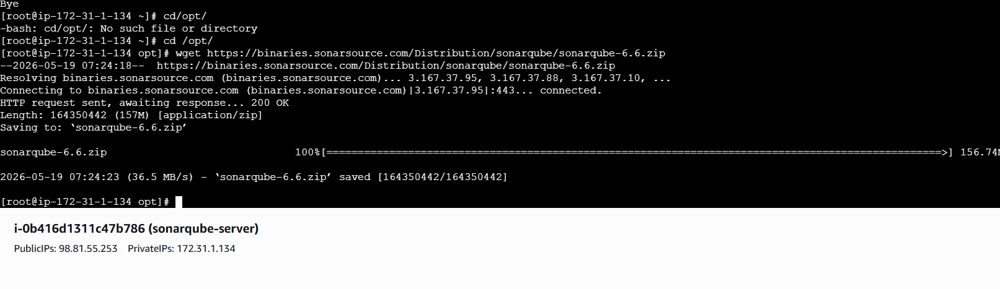 Bye
[root@ip-172-31-1-134 ~]# cd/opt/
-bash: cd/opt/: No such file or directory
[root@ip-172-31-1-134 ~]# cd /opt/
[root@ip-172-31-1-134 opt]# wget https://binaries.sonarsource.com/Distribution/sonarqube/sonarqube-6.6.zip
--2026-05-19 07:24:18--  https://binaries.sonarsource.com/Distribution/sonarqube/sonarqube-6.6.zip
Resolving binaries.sonarsource.com (binaries.sonarsource.com)... 3.167.37.95, 3.167.37.88, 3.167.37.10, ...
Connecting to binaries.sonarsource.com (binaries.sonarsource.com)|3.167.37.95|:443... connected.
HTTP request sent, awaiting response... 200 OK
Length: 164350442 (157M) [application/zip]
Saving to: ‘sonarqube-6.6.zip’
sonarqube-6.6.zip 100%[==================================================================================================>] 156.74M
2026-05-19 07:24:23 (36.5 MB/s) - ‘sonarqube-6.6.zip’ saved [164350442/164350442]
[root@ip-172-31-1-134 opt]#
i-0b416d1311c47b786 (sonarqube-server)
PublicIPs: 98.81.55.253 PrivateIPs: 172.31.1.134